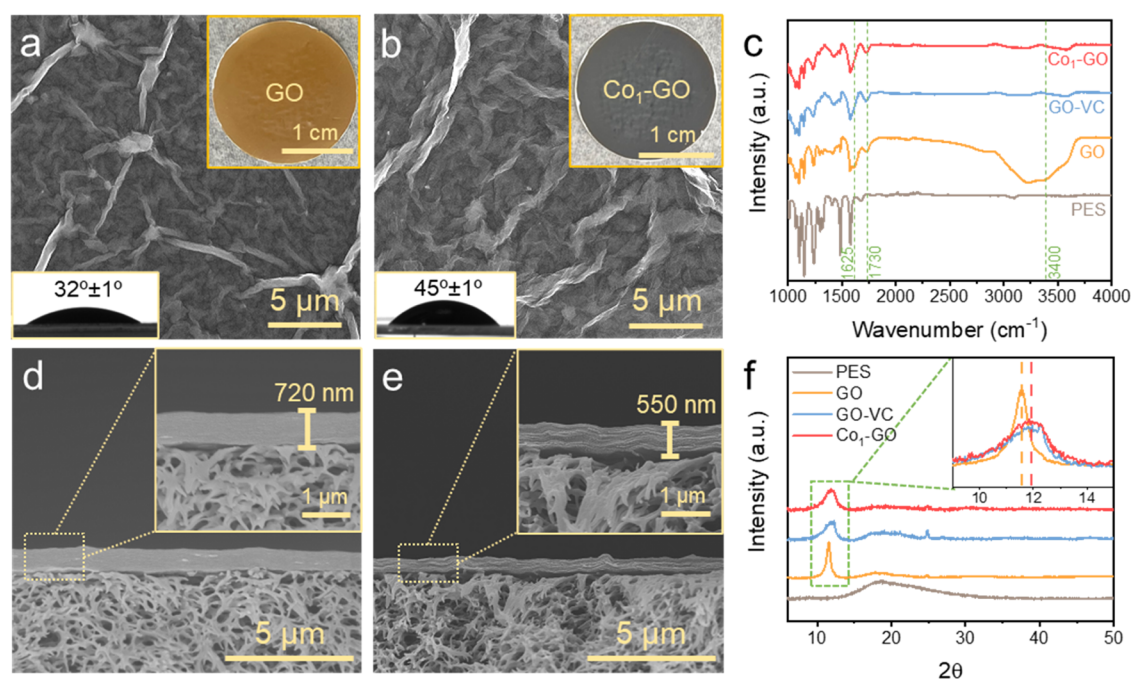 a
GO
1 cm
32º±1º
5 µm
b
Co₁-GO
1 cm
45º±1º
5 µm
c
Intensity (a.u.)
Co₁-GO
GO-VC
GO
PES
1625
1730
3400
1000 1500 2000 2500 3000 3500 4000
Wavenumber (cm⁻¹)
d
720 nm
1 µm
5 µm
e
550 nm
1 µm
5 µm
f
Intensity (a.u.)
PES
GO
GO-VC
Co₁-GO
10 12 14
10 20 30 40 50
2θ